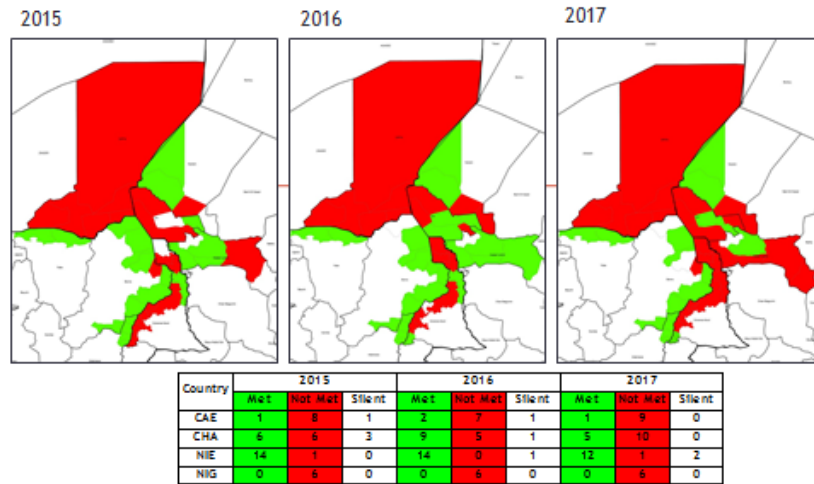 2015 2016 2017
Country 2015 2016 2017
Met Not Met Silent Met Not Met Silent Met Not Met Silent
CAE 1 8 1 2 7 1 1 9 0
CHA 6 6 3 9 5 1 5 10 0
NIE 14 1 0 14 0 1 12 1 2
NIG 0 6 0 0 6 0 0 6 0